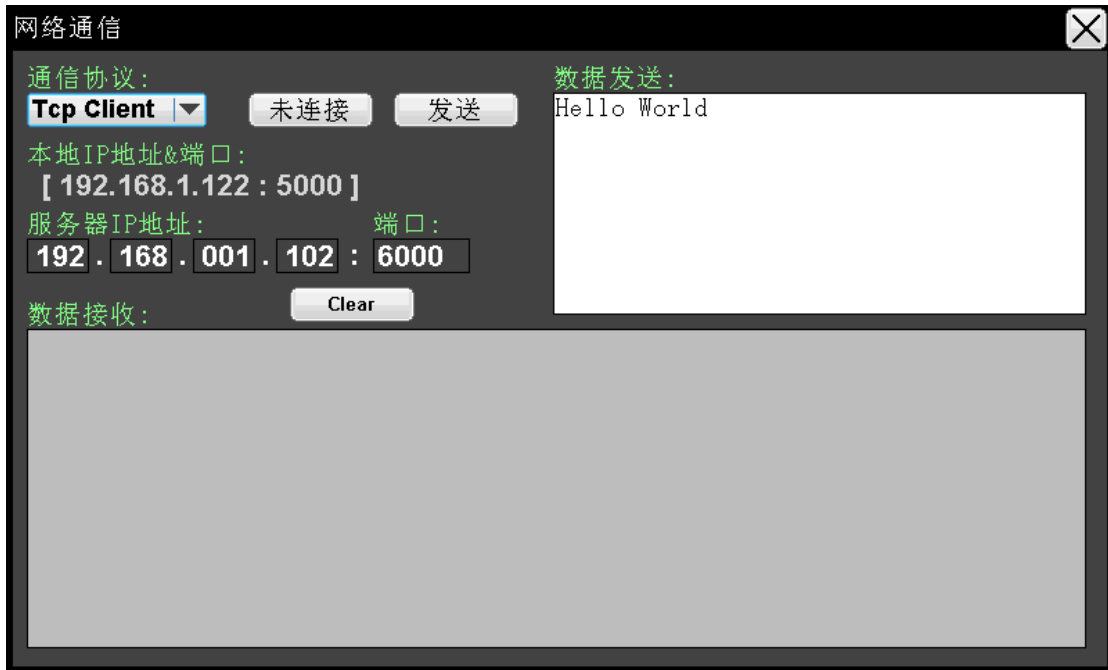 网络通信
通信协议:
Tcp Client
未连接
发送
本地IP地址&端口:
[ 192.168.1.122 : 5000 ]
服务器IP地址: 端口:
192 . 168 . 001 . 102 : 6000
数据发送:
Hello World
数据接收:
Clear